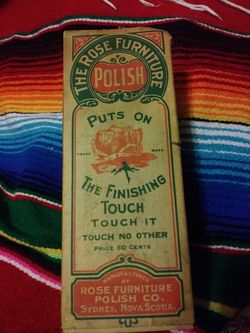 THE ROSE FURNITURE
POLISH
PUTS ON
TRADE MARK
THE FINISHING
TOUCH
TOUCH IT
TOUCH NO OTHER
PRICE 50 CENTS
MANUFACTURED
BY
ROSE FURNITURE
POLISH CO.
SYDNEY, NOVA SCOTIA.